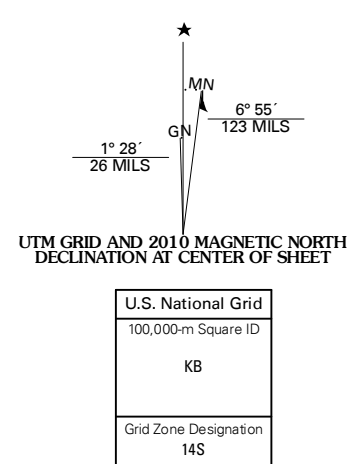 MN
6° 55´
123 MILS
GN
1° 28´
26 MILS
UTM GRID AND 2010 MAGNETIC NORTH
DECLINATION AT CENTER OF SHEET
U.S. National Grid
100,000-m Square ID
KB
Grid Zone Designation
14S